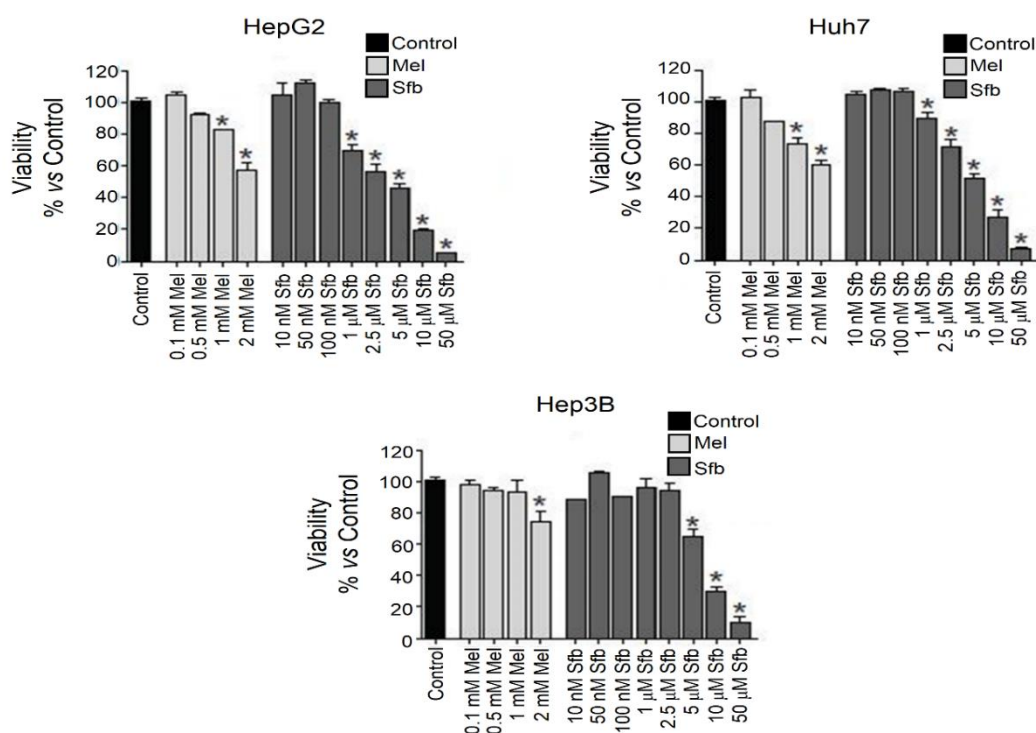 HepG2
Control
Mel
Sfb
Viability
% vs Control
120
100
80
60
40
20
0
* * * * * * *
Control
0.1 mM Mel
0.5 mM Mel
1 mM Mel
2 mM Mel
10 nM Sfb
50 nM Sfb
100 nM Sfb
1 μM Sfb
2.5 μM Sfb
5 μM Sfb
10 μM Sfb
50 μM Sfb
Huh7
Control
Mel
Sfb
Viability
% vs Control
120
100
80
60
40
20
0
* * * * * * *
Control
0.1 mM Mel
0.5 mM Mel
1 mM Mel
2 mM Mel
10 nM Sfb
50 nM Sfb
100 nM Sfb
1 μM Sfb
2.5 μM Sfb
5 μM Sfb
10 μM Sfb
50 μM Sfb
Hep3B
Control
Mel
Sfb
Viability
% vs Control
120
100
80
60
40
20
0
* * * *
Control
0.1 mM Mel
0.5 mM Mel
1 mM Mel
2 mM Mel
10 nM Sfb
50 nM Sfb
100 nM Sfb
1 μM Sfb
2.5 μM Sfb
5 μM Sfb
10 μM Sfb
50 μM Sfb